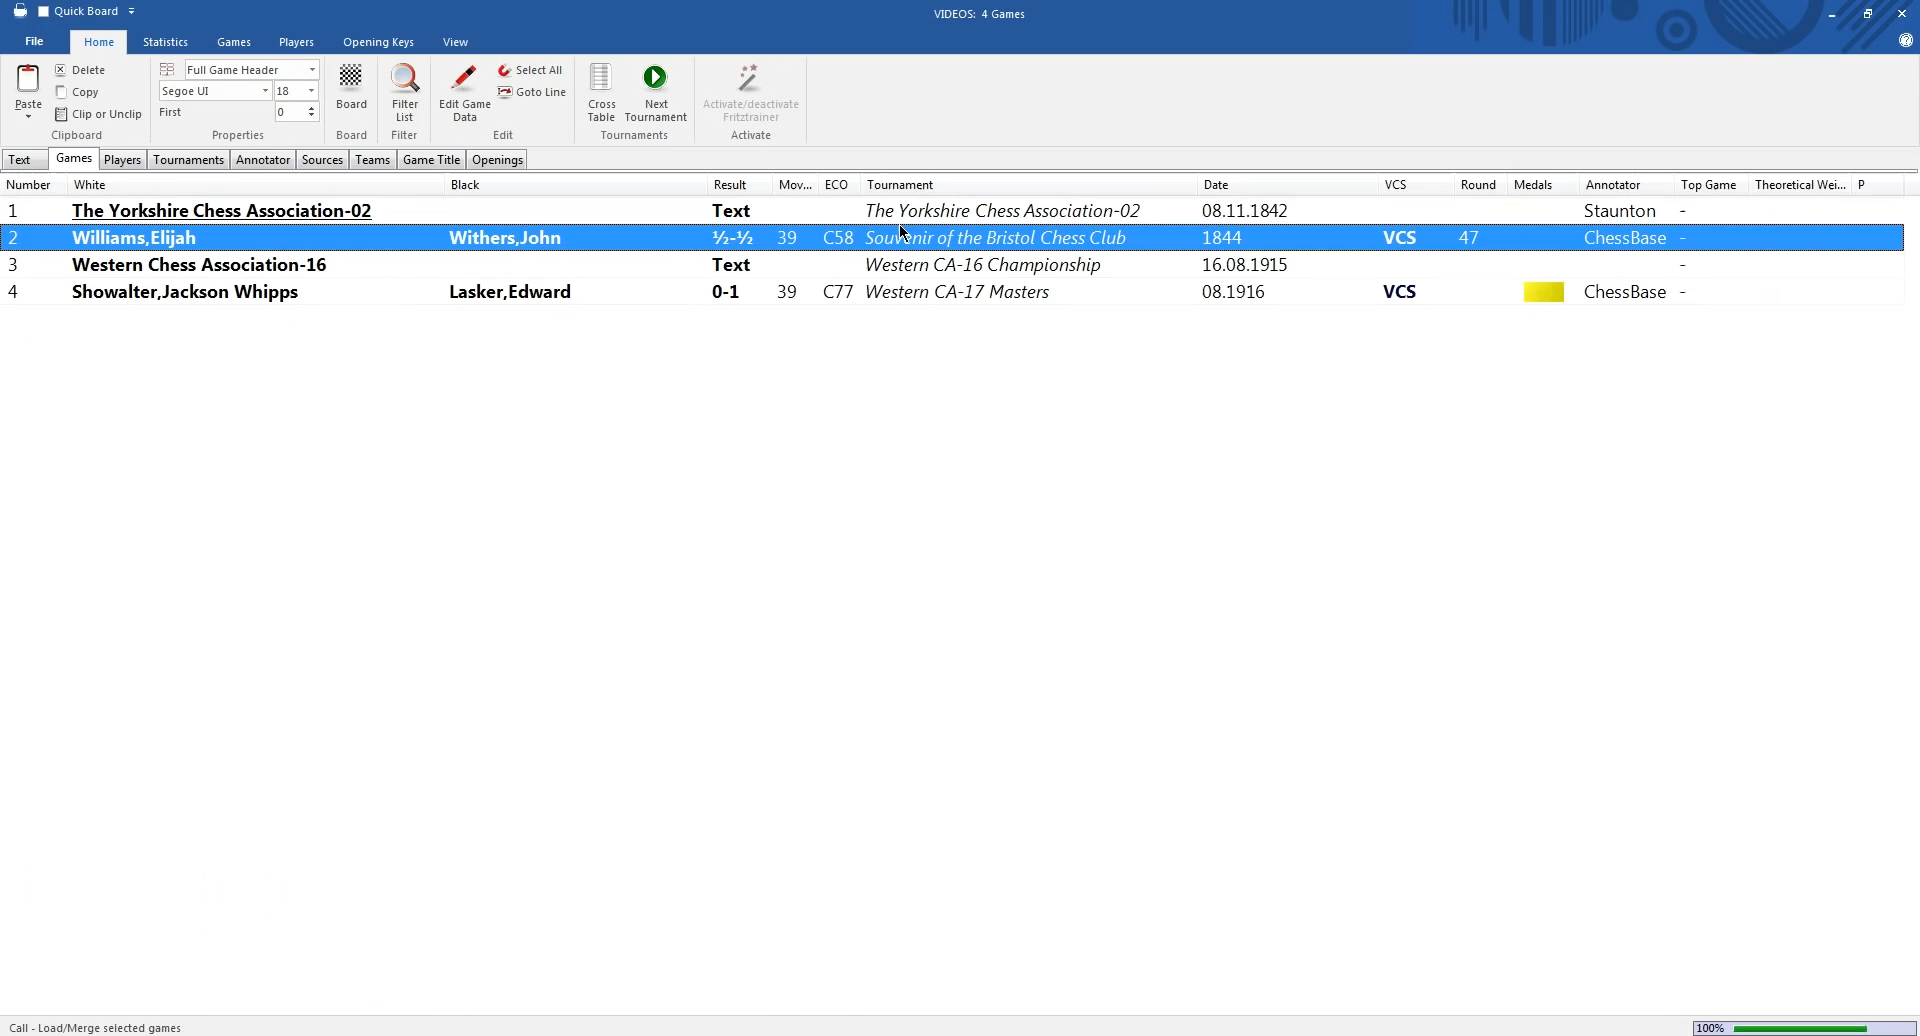 Quick Board
VIDEOS: 4 Games
File Home Statistics Games Players Opening Keys View
Paste
Delete
Copy
Clip or Unclip
Clipboard
Full Game Header
Segoe UI 18
First 0
Properties
Board
Board
Filter List
Filter
Edit Game Data
Select All
Goto Line
Edit
Cross Table
Next Tournament
Tournaments
Activate/deactivate Fritztrainer
Activate
Text Games Players Tournaments Annotator Sources Teams Game Title Openings
Number White Black Result Mov... ECO Tournament Date VCS Round Medals Annotator Top Game Theoretical Wei... P
1 The Yorkshire Chess Association-02 Text The Yorkshire Chess Association-02 08.11.1842 Staunton -
2 Williams,Elijah Withers,John ½-½ 39 C58 Souvenir of the Bristol Chess Club 1844 VCS 47 ChessBase -
3 Western Chess Association-16 Text Western CA-16 Championship 16.08.1915 -
4 Showalter,Jackson Whipps Lasker,Edward 0-1 39 C77 Western CA-17 Masters 08.1916 VCS ChessBase -
Call - Load/Merge selected games
100%